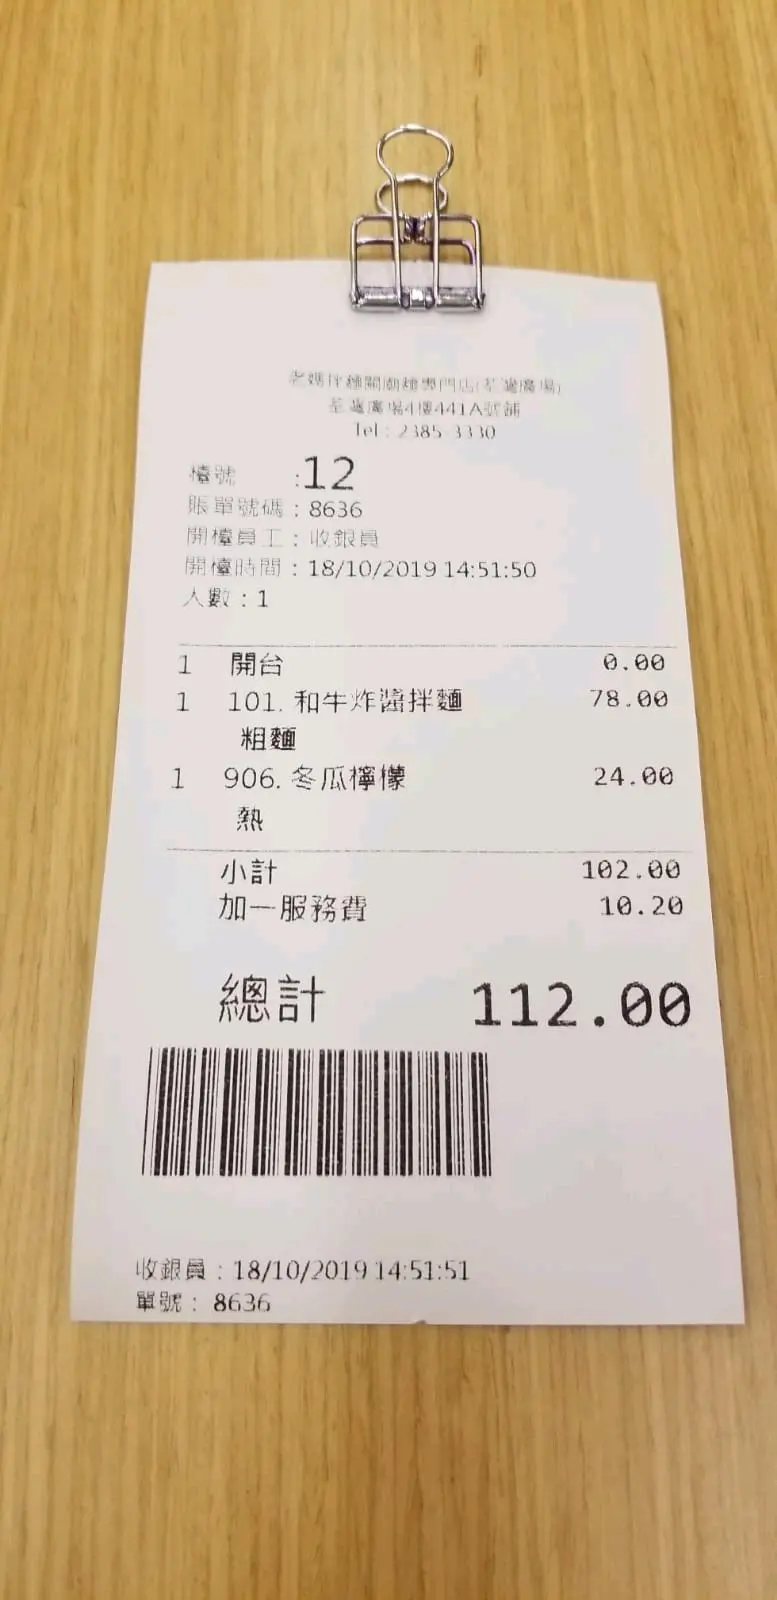 老媽拌麵關廟麵專門店(荃灣廣場)
荃灣廣場4樓441A號舖
Tel : 2385 3330
檯號 :12
賬單號碼 : 8636
開檯員工 : 收銀員
開檯時間 : 18/10/2019 14:51:50
人數 : 1
1 開台 0.00
1 101. 和牛炸醬拌麵 78.00
粗麵
1 906. 冬瓜檸檬 24.00
熱
小計 102.00
加一服務費 10.20
總計 112.00
收銀員 : 18/10/2019 14:51:51
單號 : 8636